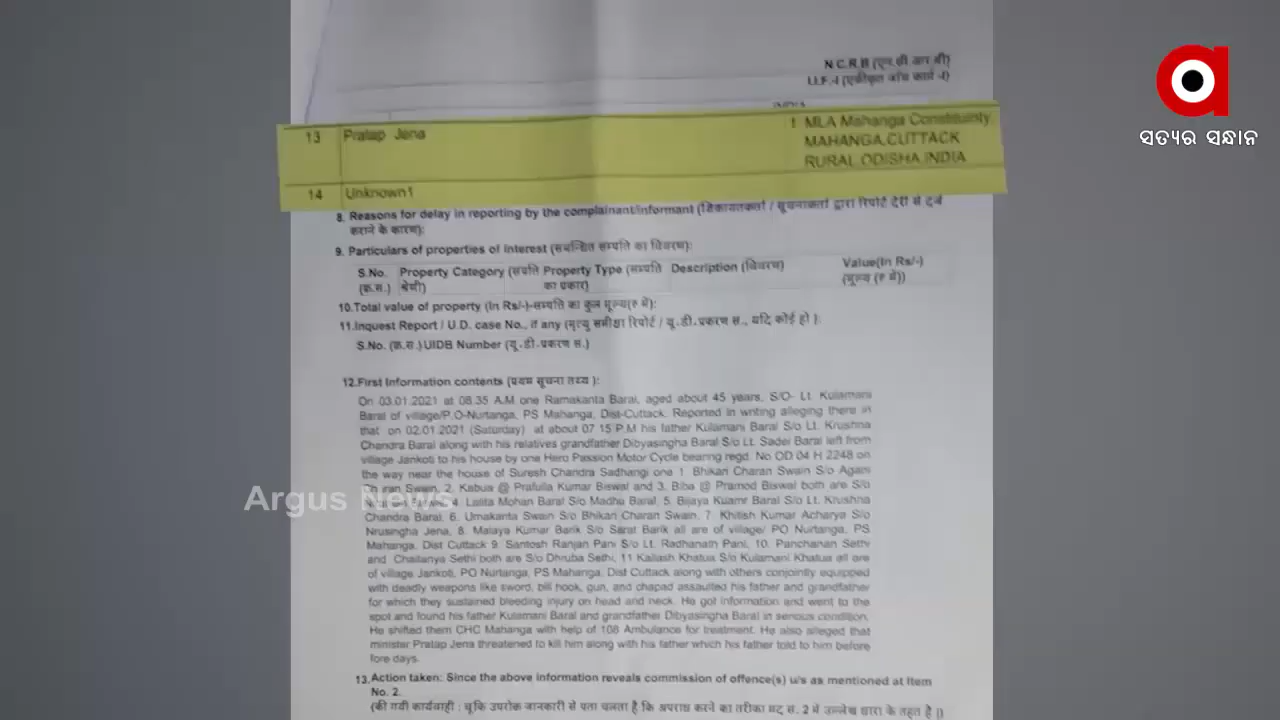 N.C.R.B (एन.सी.आर.बी)
I.I.F.-I (एकीकृत जाँच फार्म -I)
ସତ୍ୟର ସନ୍ଧାନ
13 Pratap Jena 1 MLA Mahanga Constituency
MAHANGA,CUTTACK
RURAL,ODISHA,INDIA
14 Unknown1
8. Reasons for delay in reporting by the complainant/informant (शिकायतकर्ता / सूचनाकर्ता द्वारा रिपोर्ट देरी से दर्ज
कराने के कारण):
9. Particulars of properties of interest (सबन्धित सम्पति का विवरण):
S.No. Property Category (सपति Property Type (सम्पति Description (विवरण) Value(In Rs/-)
(क्र.स.) श्रेणी) का प्रकार) (मूल्य (रु में))
10.Total value of property (In Rs/-)-सम्पति का कुल मूल्य(रु में):
11.Inquest Report / U.D. case No., if any (मृत्यु समीक्षा रिपोर्ट / यू.डी.प्रकरण स., यदि कोई हो ):
S.No. (क्र.स.) UIDB Number (यू.डी.प्रकरण स.)
12.First Information contents (प्रथम सूचना तथ्य ):
On 03.01.2021 at 08.35 A.M one Ramakanta Baral, aged about 45 years, S/O- Lt. Kulamani
Baral of village/P.O-Nurtanga, PS Mahanga, Dist-Cuttack. Reported in writing alleging there in
that on 02.01.2021 (Saturday) at about 07 15 P.M his father Kulamani Baral S/o Lt. Krushna
Chandra Baral along with his relatives grandfather Dibyasingha Baral S/o Lt. Sadei Baral left from
village Jankoti to his house by one Hero Passion Motor Cycle bearing regd. No OD 04 H 2248 on
the way near the house of Suresh Chandra Sadhangi one 1. Bhikari Charan Swain S/o Agani
Swain, 2. Kabua @ Prafulla Kumar Biswal and 3. Biba @ Pramod Biswal both are S/o
4. Lalita Mohan Baral S/o Madhu Baral, 5. Bijaya Kuamr Baral S/o Lt. Krushna
Chandra Baral, 6. Umakanta Swain S/o Bhikari Charan Swain, 7. Khitish Kumar Acharya S/o
Nrusingha Jena, 8. Malaya Kumar Barik S/o Sarat Barik all are of village/ PO Nurtanga, PS
Mahanga, Dist Cuttack 9. Santosh Ranjan Pani S/o Lt. Radhanath Pani, 10. Panchanan Sethi
and Chaitanya Sethi both are S/o Dhruba Sethi, 11 Kailash Khatua S/o Kulamani Khatua all are
of village Jankoti, PO Nurtanga, PS Mahanga, Dist Cuttack along with others conjointly equipped
with deadly weapons like sword, bill hook, gun, and chapad assaulted his father and grandfather
for which they sustained bleeding injury on head and neck. He got information and went to the
spot and found his father Kulamani Baral and grandfather Dibyasingha Baral in serious condition.
He shifted them CHC Mahanga with help of 108 Ambulance for treatment. He also alleged that
minister Pratap Jena threatened to kill him along with his father which his father told to him before
fore days.
Argus News
13.Action taken: Since the above information reveals commission of offence(s) u/s as mentioned at Item
No. 2.
(की गयी कार्यवाही : चूकि उपरोक्त जानकारी से पता चलता है कि अपराध करने का तरीका मद स. 2 में उल्लेख धारा के तहत है ।)